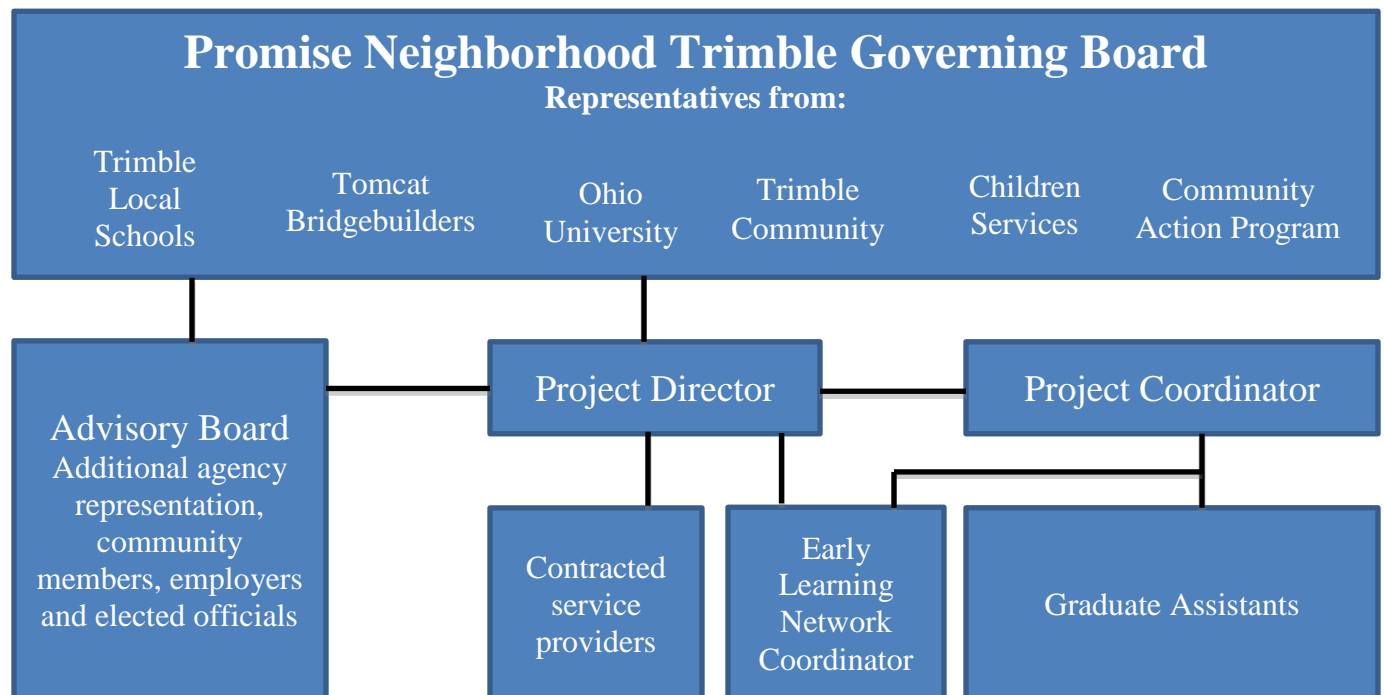 Promise Neighborhood Trimble Governing Board
Representatives from:
Trimble
Local
Schools
Tomcat
Bridgebuilders
Ohio
University
Trimble
Community
Children
Services
Community
Action Program
Advisory Board
Additional agency
representation,
community
members, employers
and elected officials
Project Director
Project Coordinator
Contracted
service
providers
Early
Learning
Network
Coordinator
Graduate Assistants